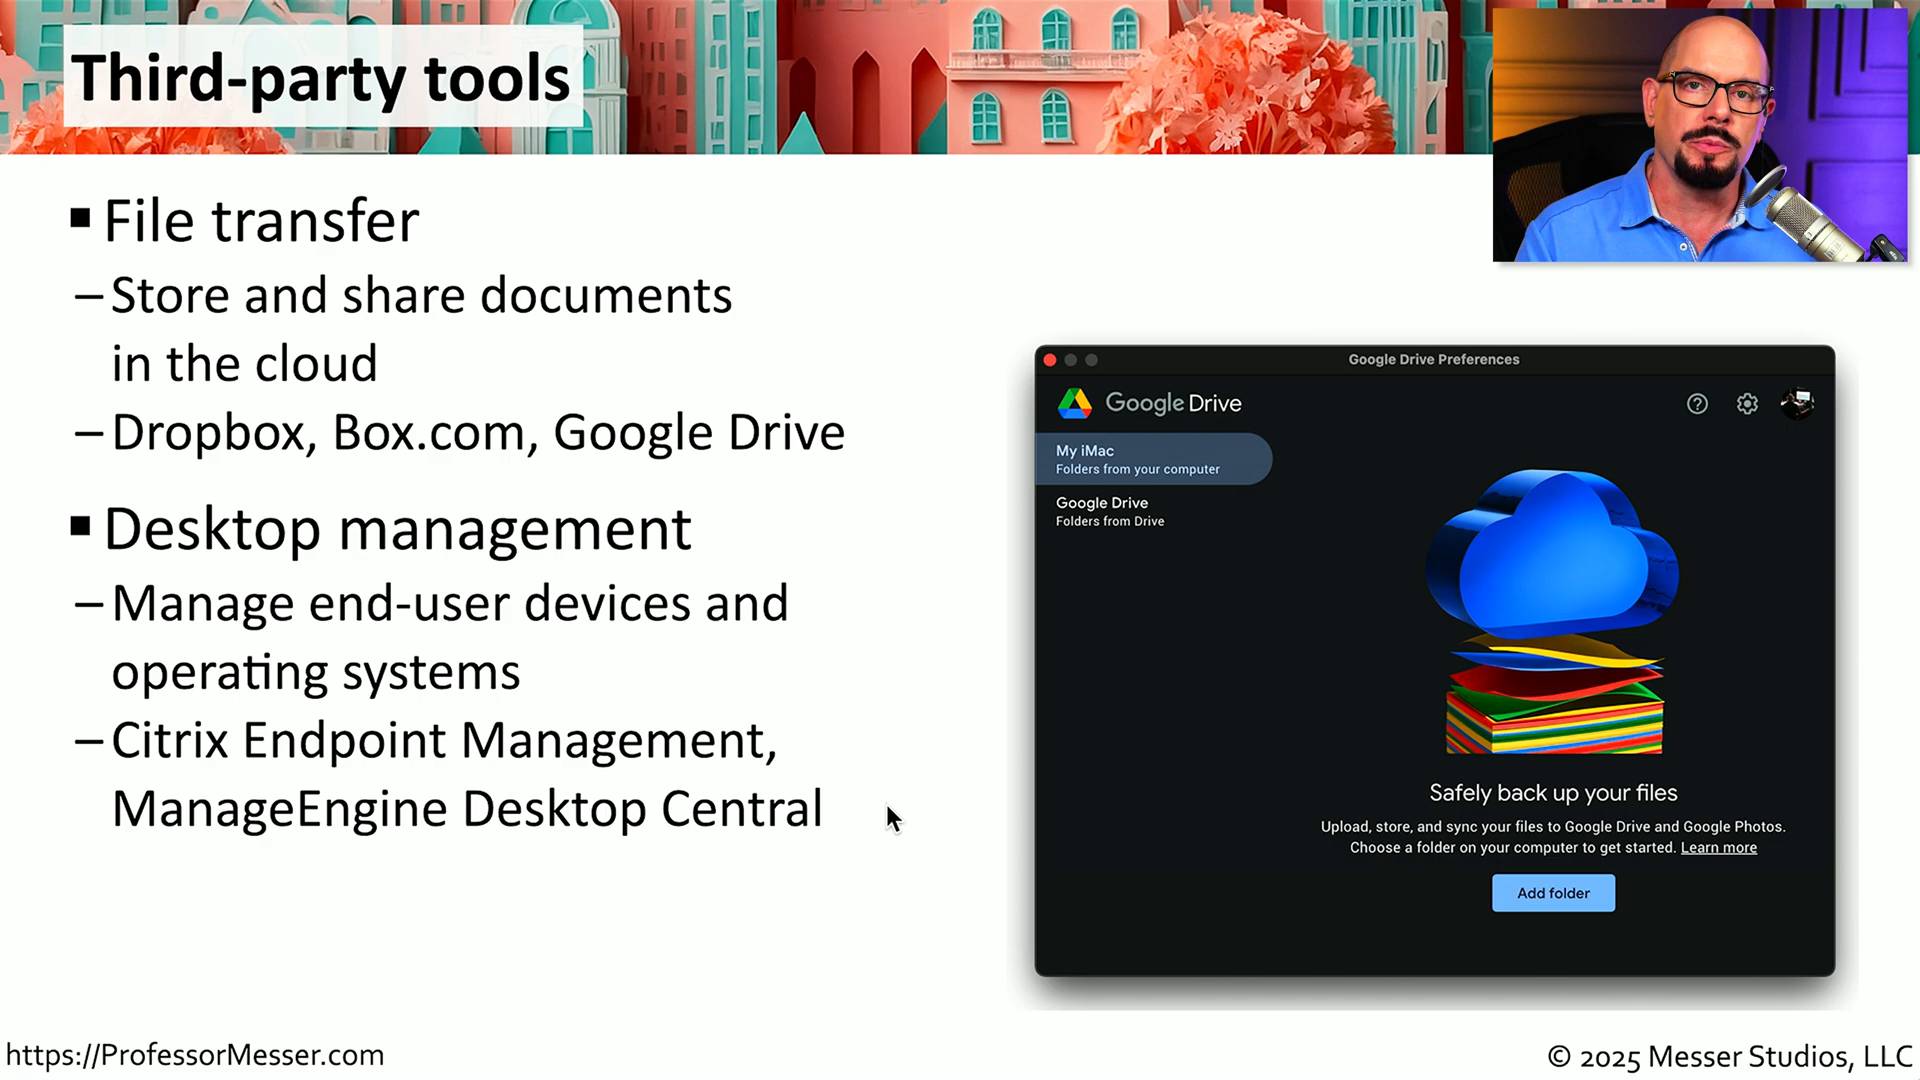 Third-party tools
▪ File transfer
– Store and share documents
in the cloud
– Dropbox, Box.com, Google Drive
▪ Desktop management
– Manage end-user devices and
operating systems
– Citrix Endpoint Management,
ManageEngine Desktop Central
Google Drive Preferences
Google Drive
My iMac
Folders from your computer
Google Drive
Folders from Drive
Safely back up your files
Upload, store, and sync your files to Google Drive and Google Photos.
Choose a folder on your computer to get started. Learn more
Add folder
https://ProfessorMesser.com
© 2025 Messer Studios, LLC